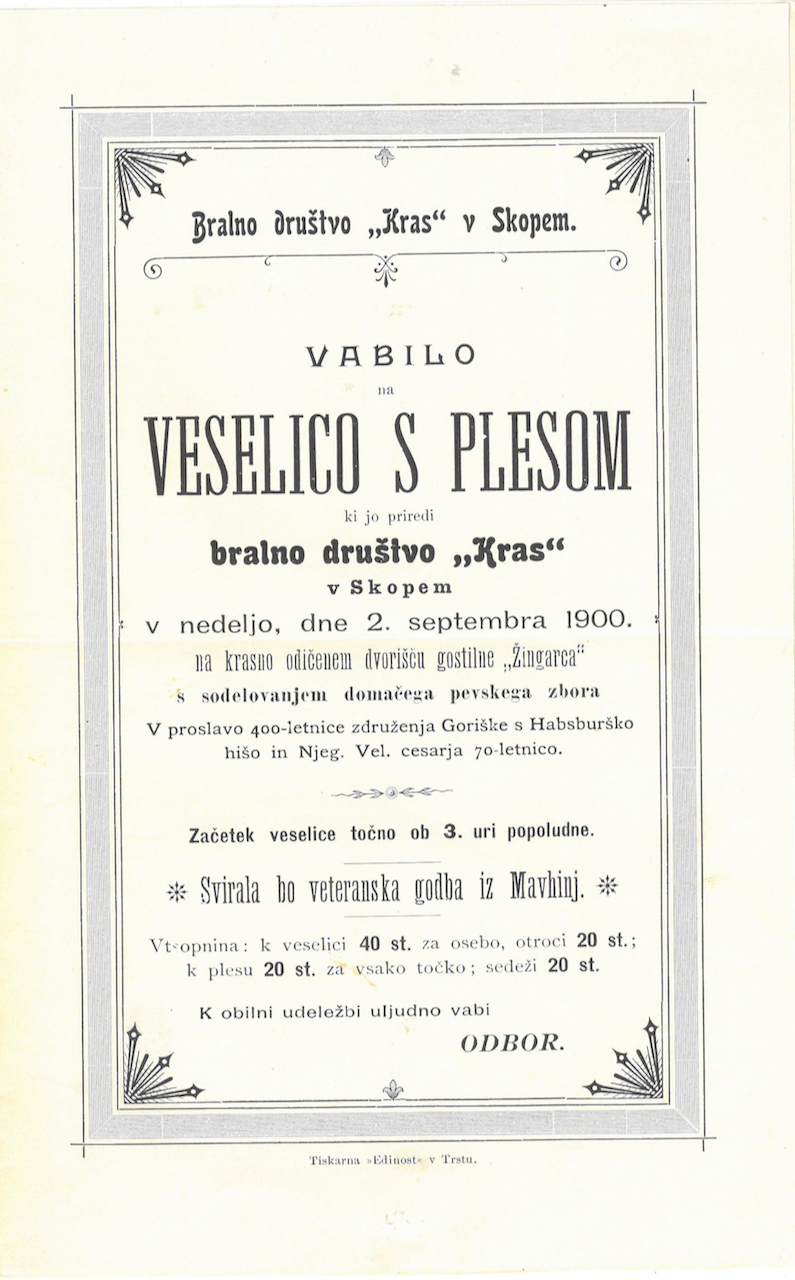 Bralno društvo „Kras“ v Skopem.
VABILO
na
VESELICO S PLESOM
ki jo priredi
bralno društvo „Kras“
v Skopem
v nedeljo, dne 2. septembra 1900.
na krasno odičenem dvorišču gostilne „Žingarca“
s sodelovanjem domačega pevskega zbora
V proslavo 400-letnice združenja Goriške s Habsburško
hišo in Njeg. Vel. cesarja 70-letnico.
Začetek veselice točno ob 3. uri popoludne.
Svirala bo veteranska godba iz Mavhinj.
Vtsopnina: k veselici 40 st. za osebo, otroci 20 st.;
k plesu 20 st. za vsako točko; sedeži 20 st.
K obilni udeležbi uljudno vabi
ODBOR.
Tiskarna »Edinost« v Trstu.